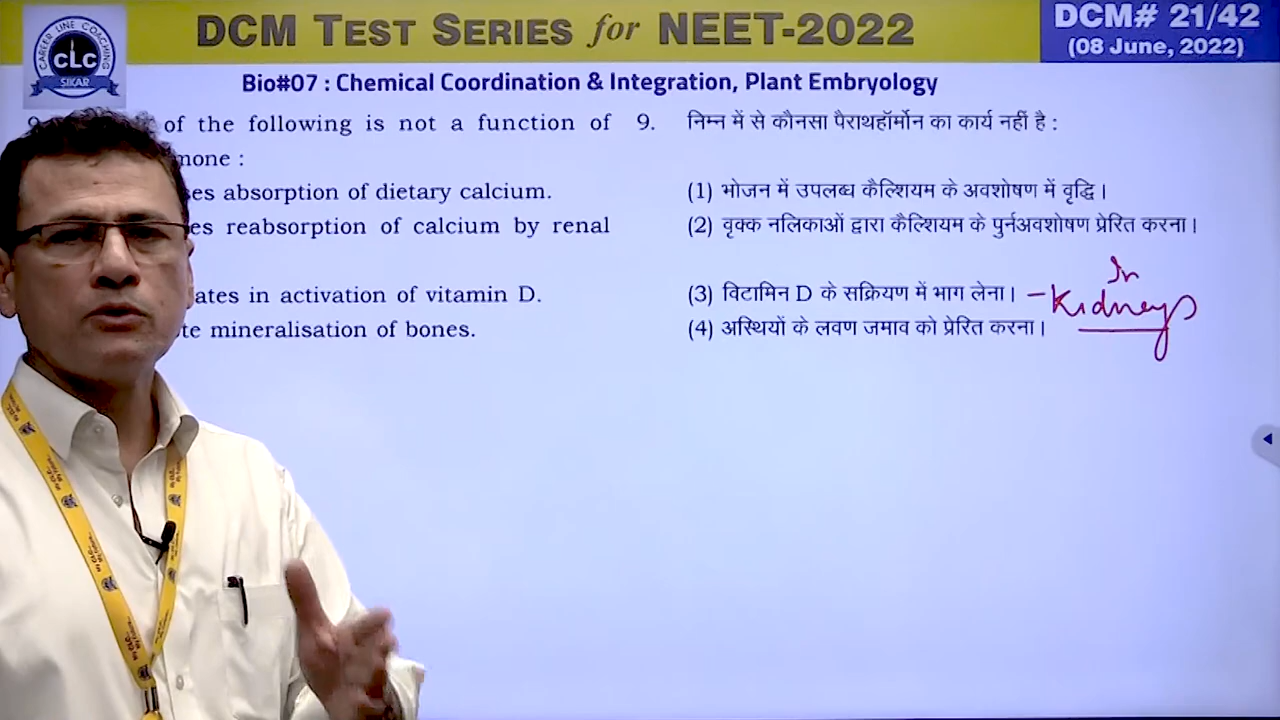 DCM TEST SERIES for NEET-2022
DCM# 21/42
(08 June, 2022)
CAREER LINE COACHING
CLC
SIKAR
Bio#07 : Chemical Coordination & Integration, Plant Embryology
of the following is not a function of
mone :
ses absorption of dietary calcium.
es reabsorption of calcium by renal
ates in activation of vitamin D.
te mineralisation of bones.
9. निम्न में से कौनसा पैराथहॉर्मोन का कार्य नहीं है :
(1) भोजन में उपलब्ध कैल्शियम के अवशोषण में वृद्धि।
(2) वृक्क नलिकाओं द्वारा कैल्शियम के पुर्नअवशोषण प्रेरित करना।
(3) विटामिन D के सक्रियण में भाग लेना। – In Kidneys
(4) अस्थियों के लवण जमाव को प्रेरित करना।